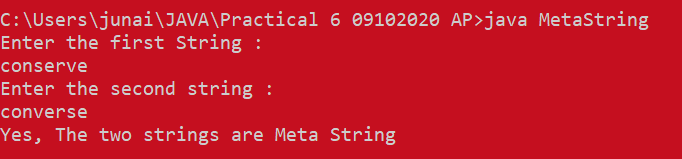 C:\Users\junai\JAVA\Practical 6 09102020 AP>java MetaString
Enter the first String :
conserve
Enter the second string :
converse
Yes, The two strings are Meta String